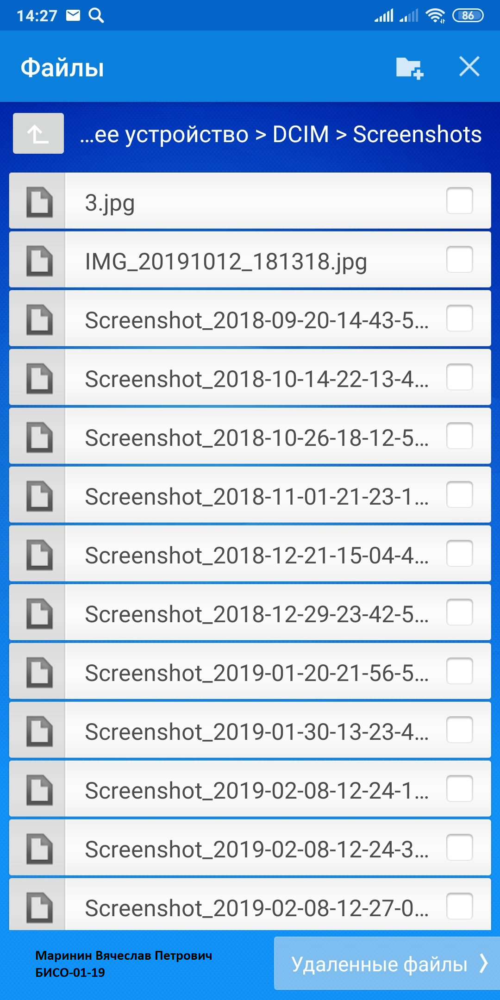 14:27
86
Файлы
...ее устройство > DCIM > Screenshots
3.jpg
IMG_20191012_181318.jpg
Screenshot_2018-09-20-14-43-5...
Screenshot_2018-10-14-22-13-4...
Screenshot_2018-10-26-18-12-5...
Screenshot_2018-11-01-21-23-1...
Screenshot_2018-12-21-15-04-4...
Screenshot_2018-12-29-23-42-5...
Screenshot_2019-01-20-21-56-5...
Screenshot_2019-01-30-13-23-4...
Screenshot_2019-02-08-12-24-1...
Screenshot_2019-02-08-12-24-3...
Screenshot_2019-02-08-12-27-0...
Маринин Вячеслав Петрович
БИСО-01-19
Удаленные файлы